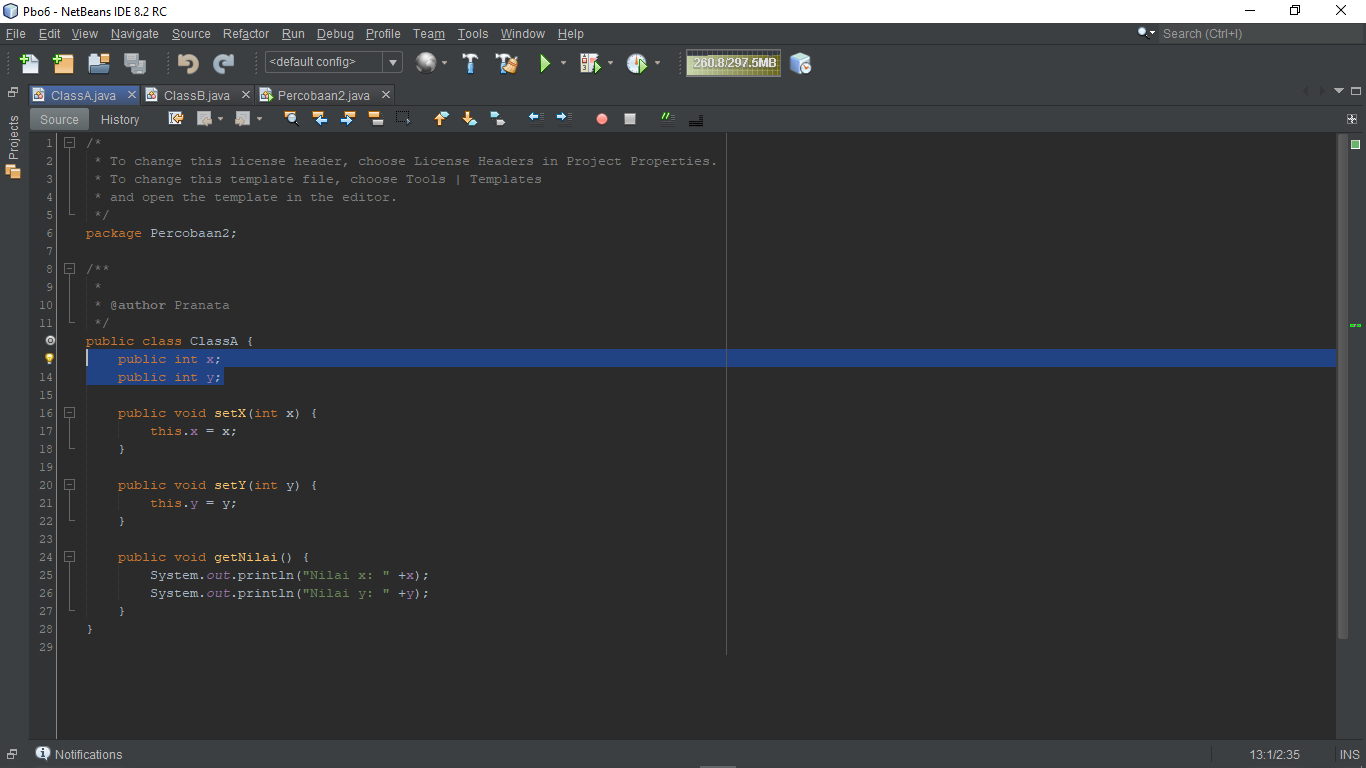 Pbo6 - NetBeans IDE 8.2 RC
File Edit View Navigate Source Refactor Run Debug Profile Team Tools Window Help
Search (Ctrl+I)
<default config>
260.8/297.5MB
ClassA.java ClassB.java Percobaan2.java
Source History
Projects
1 /*
2 * To change this license header, choose License Headers in Project Properties.
3 * To change this template file, choose Tools | Templates
4 * and open the template in the editor.
5 */
6 package Percobaan2;
7
8 /**
9 *
10 * @author Pranata
11 */
public class ClassA {
public int x;
14 public int y;
15
16 public void setX(int x) {
17 this.x = x;
18 }
19
20 public void setY(int y) {
21 this.y = y;
22 }
23
24 public void getNilai() {
25 System.out.println("Nilai x: " +x);
26 System.out.println("Nilai y: " +y);
27 }
28 }
29
Notifications
13:1/2:35 INS